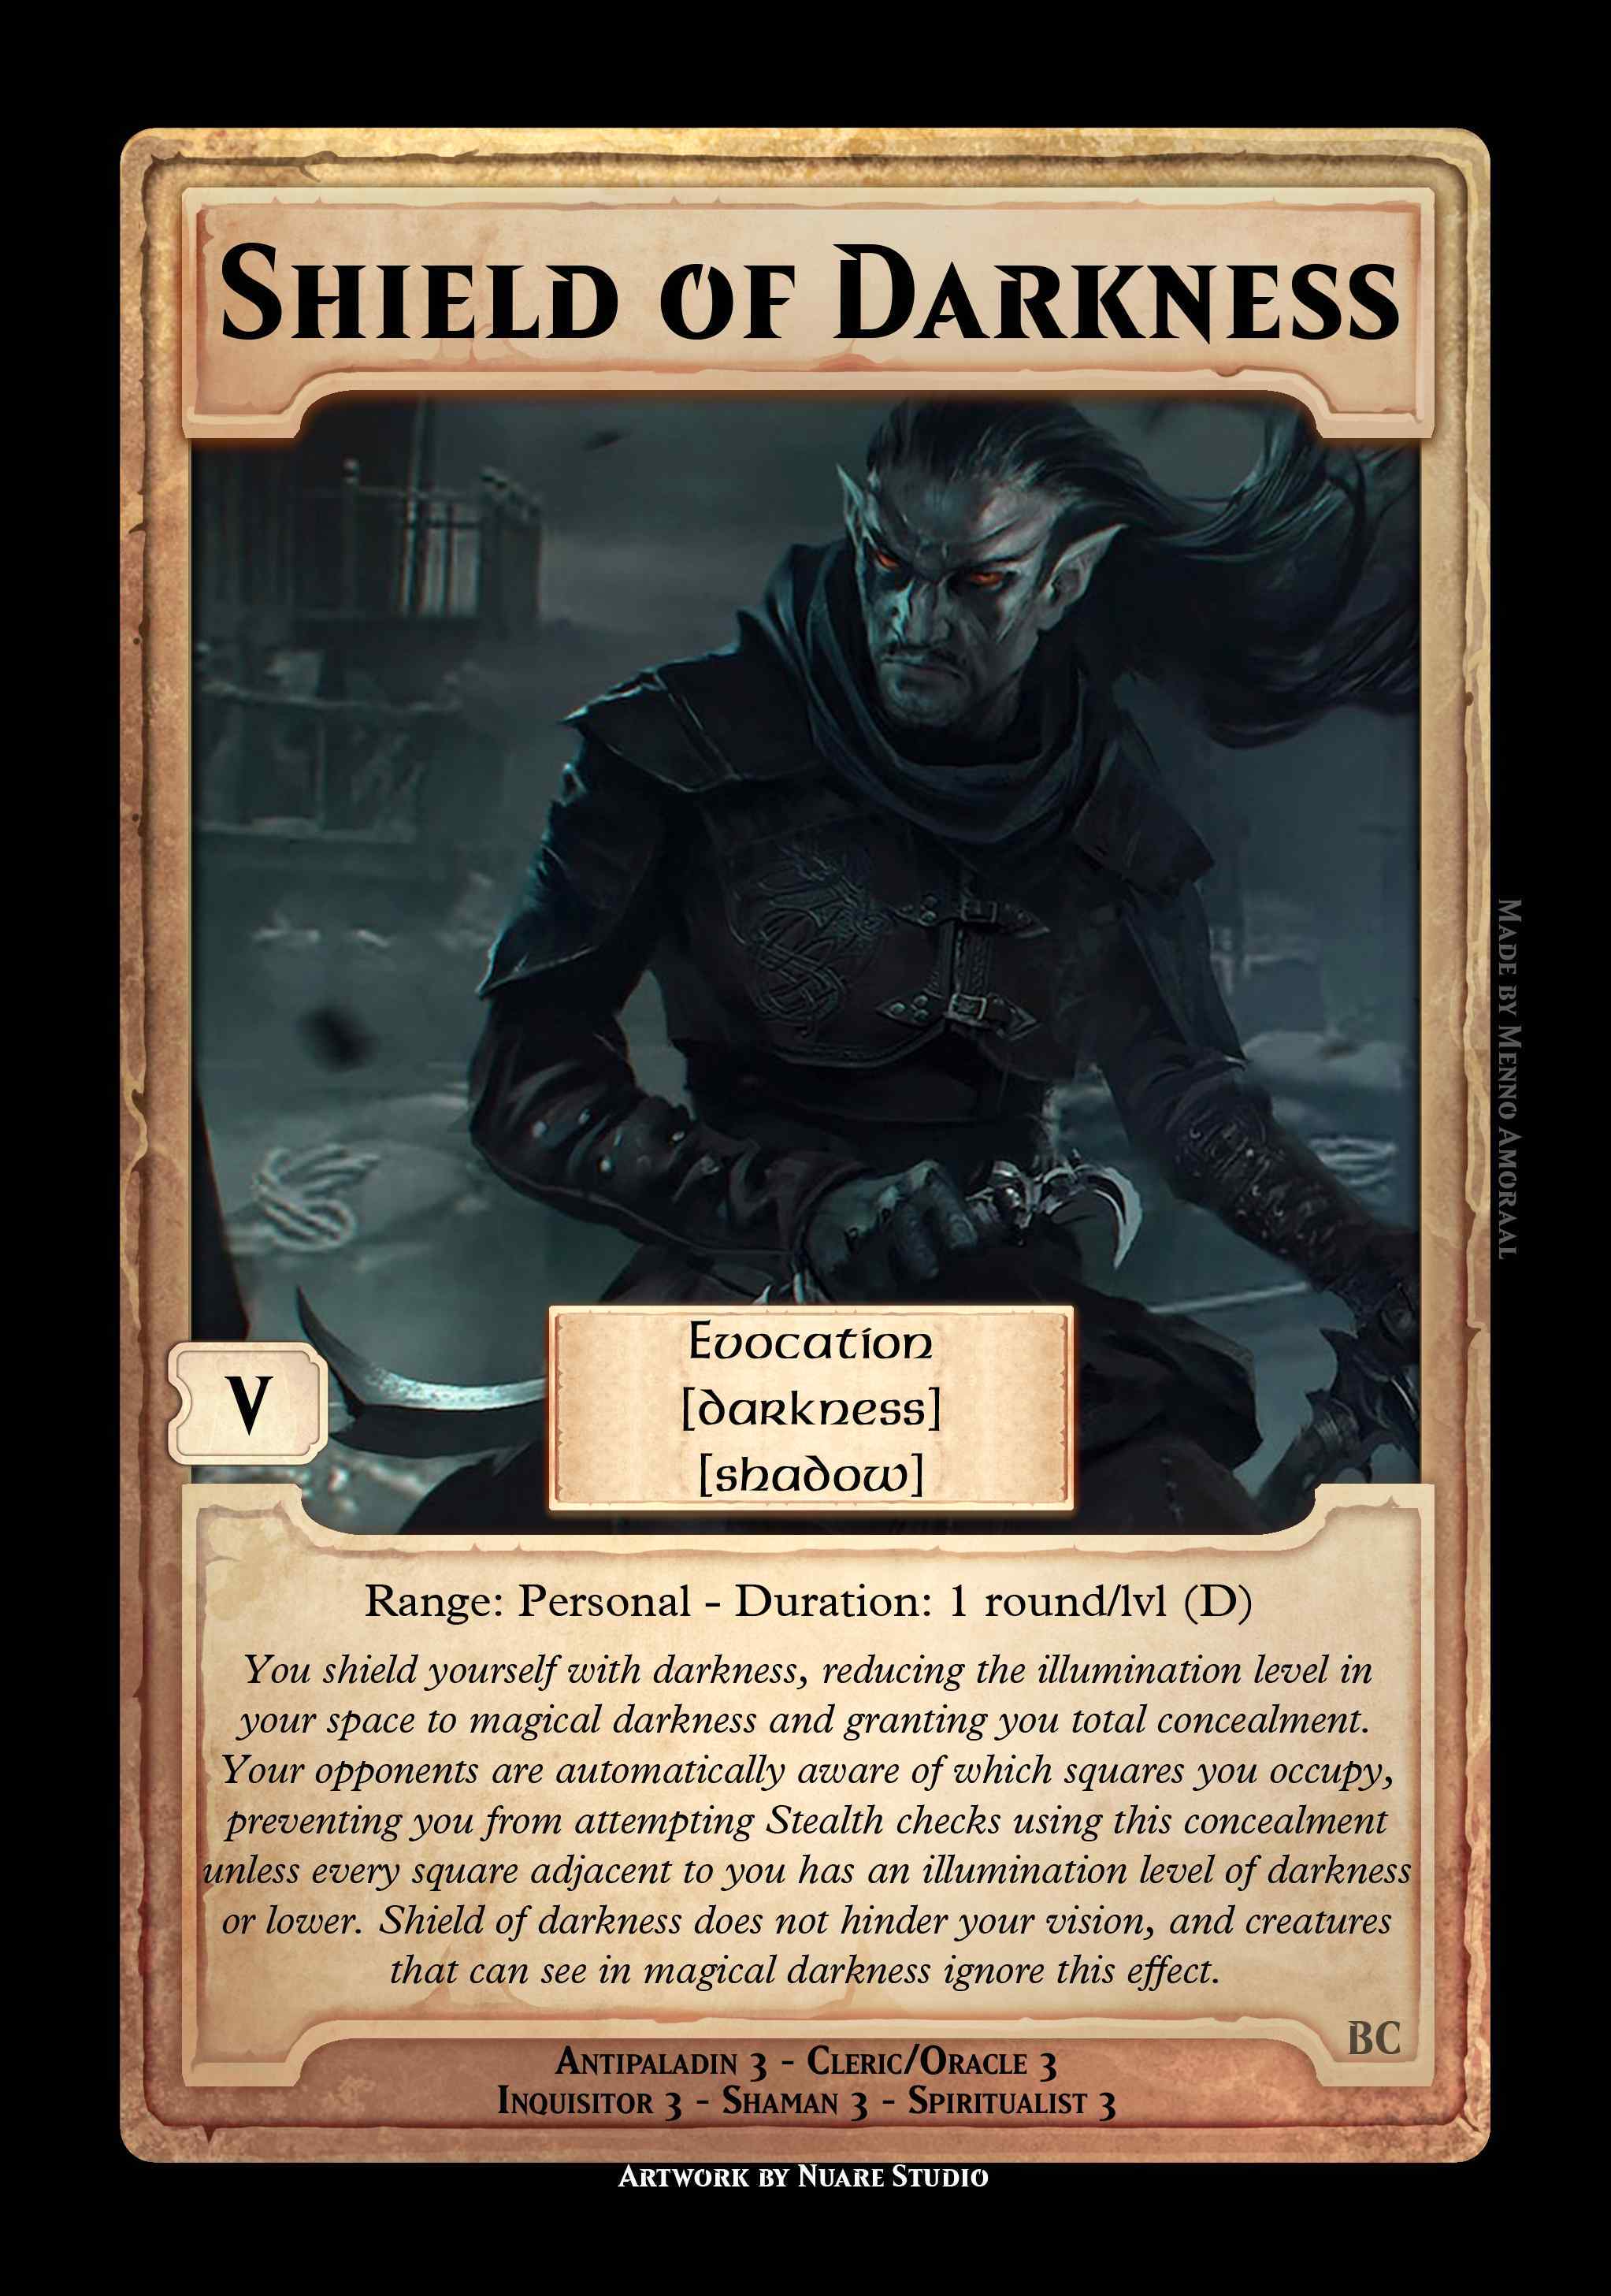 Shield of Darkness
Made by Menno Amoraal
Evocation
[darkness]
[shadow]
V
Range: Personal - Duration: 1 round/lvl (D)
You shield yourself with darkness, reducing the illumination level in
your space to magical darkness and granting you total concealment.
Your opponents are automatically aware of which squares you occupy,
preventing you from attempting Stealth checks using this concealment
unless every square adjacent to you has an illumination level of darkness
or lower. Shield of darkness does not hinder your vision, and creatures
that can see in magical darkness ignore this effect.
BC
Antipaladin 3 - Cleric/Oracle 3
Inquisitor 3 - Shaman 3 - Spiritualist 3
Artwork by Nuare Studio